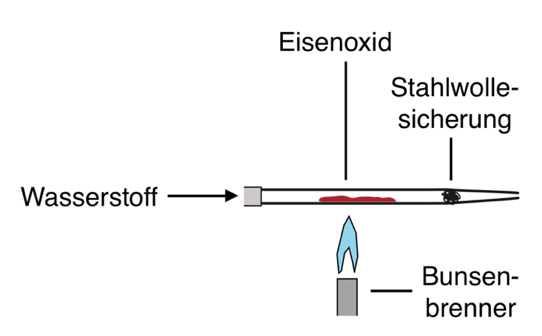 Eisenoxid
Stahlwolle-
sicherung
Wasserstoff
Bunsen-
brenner